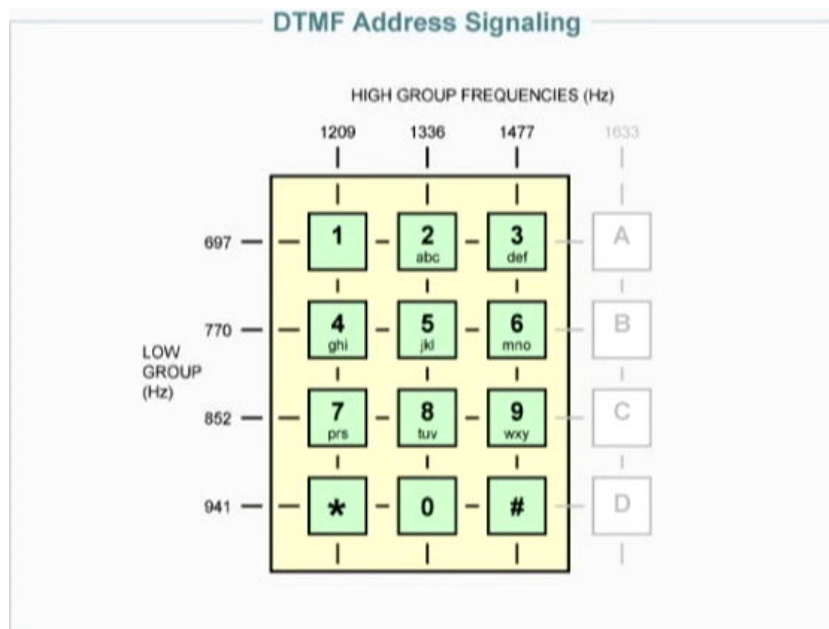 DTMF Address Signaling
HIGH GROUP FREQUENCIES (Hz)
1209 1336 1477 1633
697 1 2 3 A
abc def
770 4 5 6 B
ghi jkl mno
LOW
GROUP
(Hz)
852 7 8 9 C
prs tuv wxy
941 * 0 # D